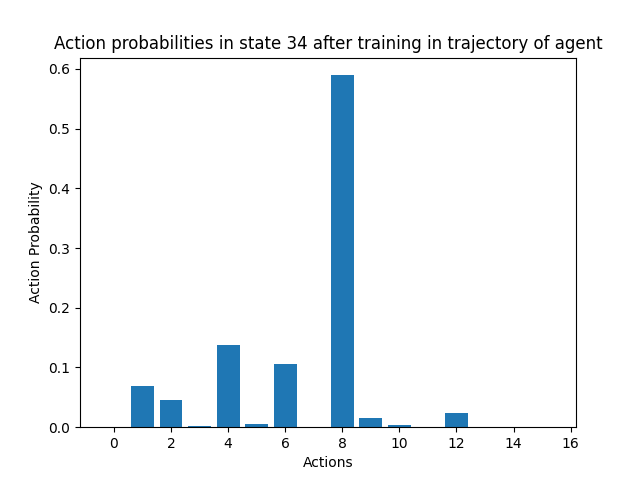 Action probabilities in state 34 after training in trajectory of agent
0.6
0.5
0.4
0.3
0.2
0.1
0.0
Action Probability
0 2 4 6 8 10 12 14 16
Actions